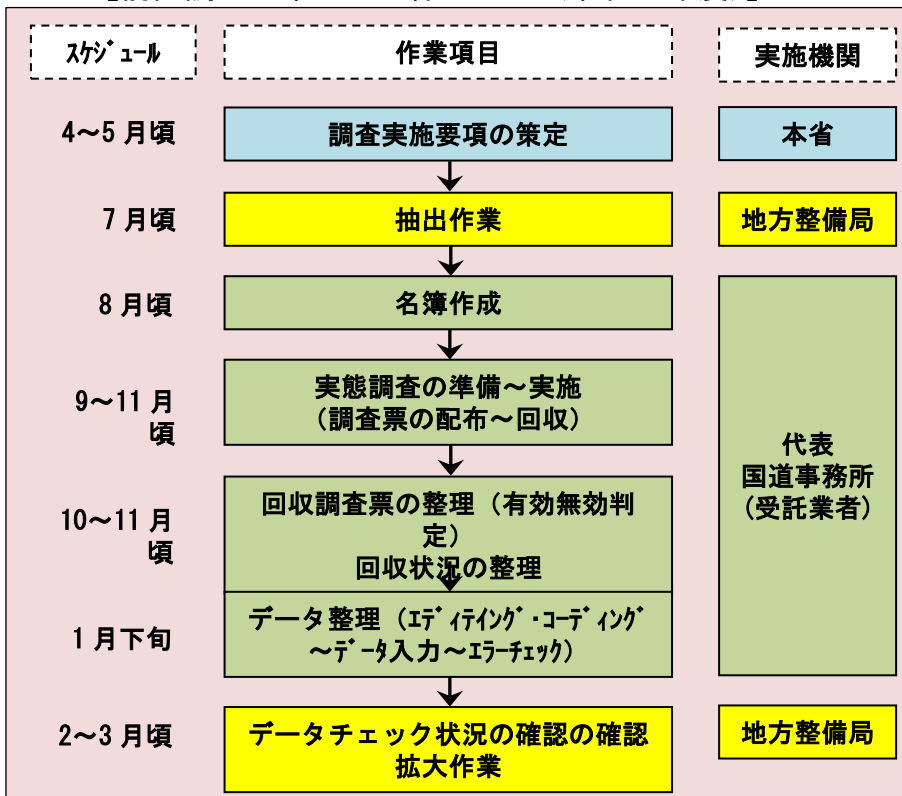 スケジュール 作業項目 実施機関
4~5 月頃 調査実施要項の策定 本省
7 月頃 抽出作業 地方整備局
8 月頃 名簿作成
9~11 月
頃
実態調査の準備~実施
(調査票の配布~回収)
代表
国道事務所
(受託業者)
10~11 月
頃
回収調査票の整理(有効無効判
定)
回収状況の整理
1 月下旬
データ整理(エディテイング・コーディング
~データ入力~エラーチェック)
2~3 月頃
データチェック状況の確認の確認
拡大作業
地方整備局